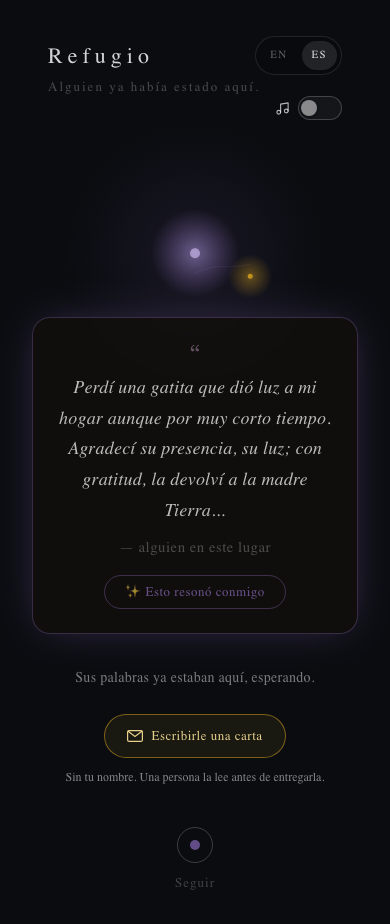 Refugio
EN ES
Alguien ya había estado aquí.
“
Perdí una gatita que dió luz a mi
hogar aunque por muy corto tiempo.
Agradecí su presencia, su luz; con
gratitud, la devolví a la madre
Tierra...
— alguien en este lugar
✨ Esto resonó conmigo
Sus palabras ya estaban aquí, esperando.
Escribirle una carta
Sin tu nombre. Una persona la lee antes de entregarla.
Seguir